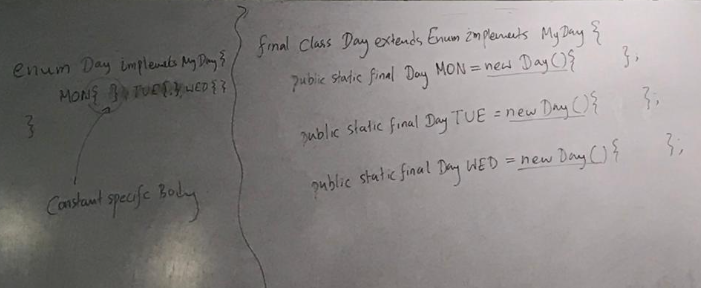 enum Day implements MyDay {
MON{ }, TUE{ }, WED{ }
}
Constant specific Body
final class Day extends Enum implements MyDay {
public static final Day MON = new Day(){ };
public static final Day TUE = new Day(){ };
public static final Day WED = new Day(){ };